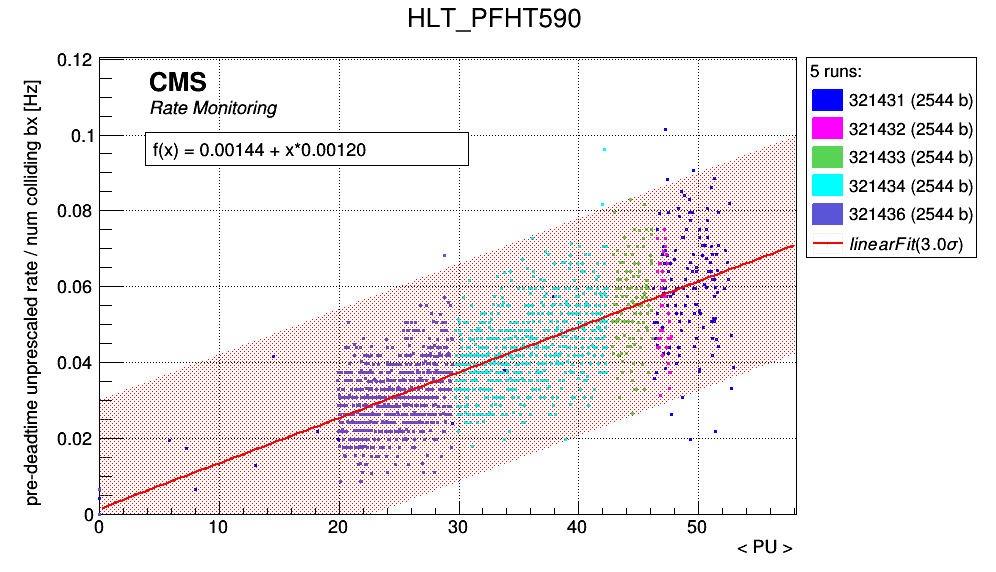 HLT_PFHT590
pre-deadtime unprescaled rate / num colliding bx [Hz]
0.12
0.1
0.08
0.06
0.04
0.02
0
CMS
Rate Monitoring
f(x) = 0.00144 + x*0.00120
0 10 20 30 40 50
< PU >
5 runs:
321431 (2544 b)
321432 (2544 b)
321433 (2544 b)
321434 (2544 b)
321436 (2544 b)
linearFit(3.0σ)